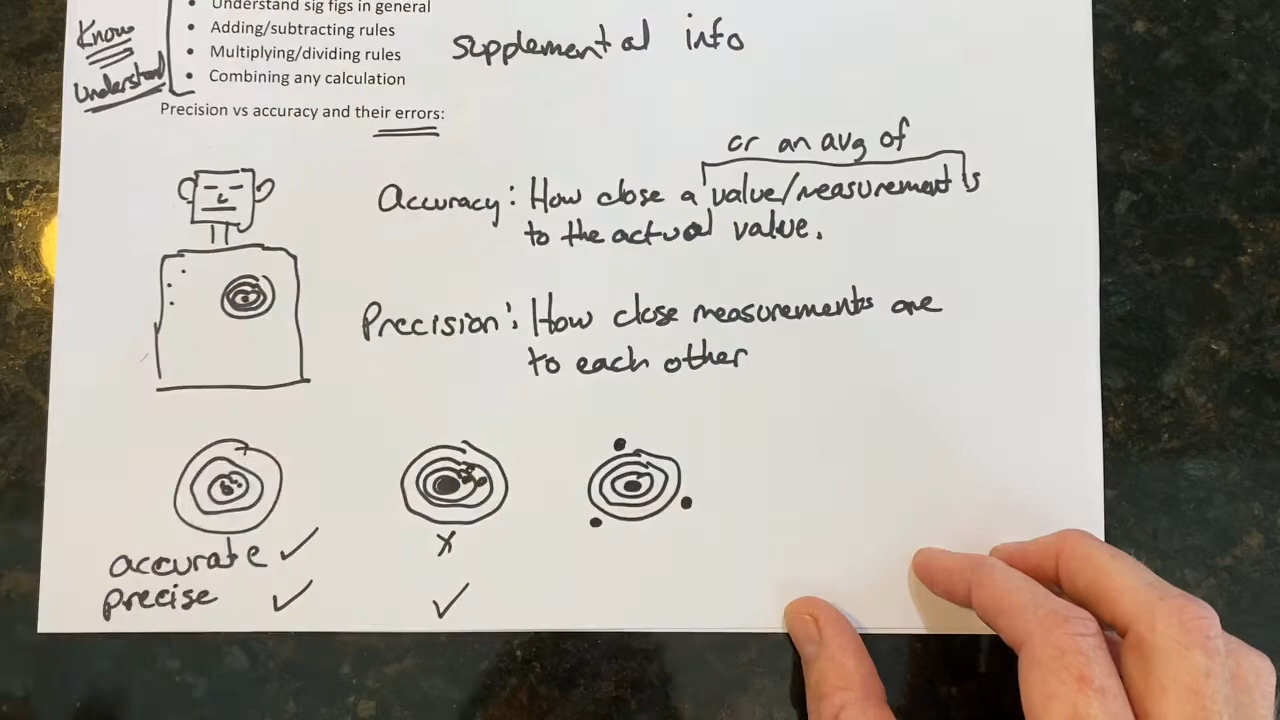 • Understand sig figs in general
Know
• Adding/subtracting rules
supplemental info
• Multiplying/dividing rules
• Combining any calculation
Understand
Precision vs accuracy and their errors:
or an avg of
Accuracy: How close a value/measurement is
to the actual value.
Precision: How close measurements are
to each other
accurate ✓ X
precise ✓ ✓